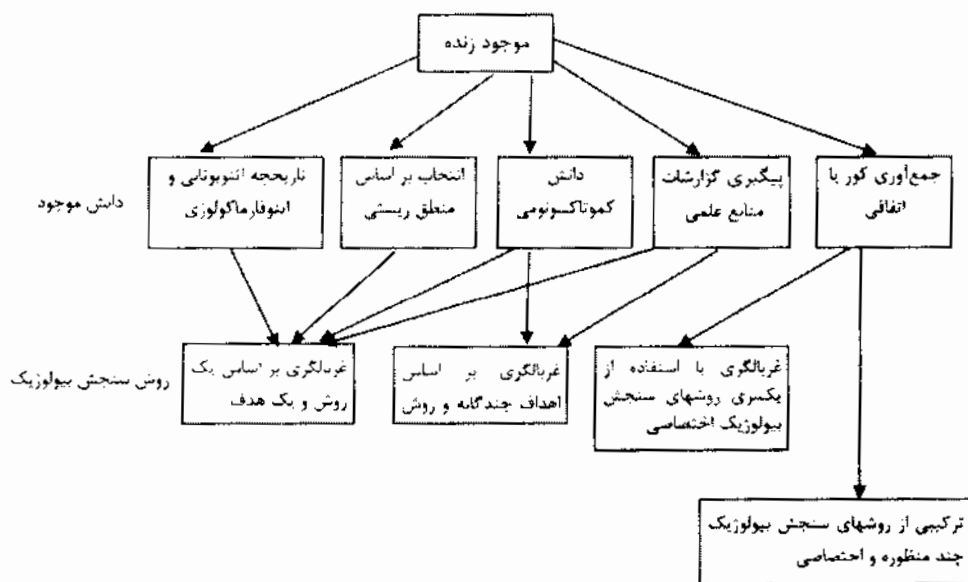 موجود زنده
جمع‌آوری کور یا
اتفاقی
پیگیری گزارشات
منابع علمی
دانش
کموتاکسونومی
انتخاب بر اساس
منطق زیستی
تاریخچه اتنوبوتانی و
اتنوفارماکولوژی
دانش موجود
غربالگری با استفاده از
یکسری روشهای سنجش
بیولوژیک اختصاصی
غربالگری بر اساس
اهداف چندگانه و روش
غربالگری بر اساس یک
روش و یک هدف
روش سنجش بیولوژیک
ترکیبی از روشهای سنجش بیولوژیک
چند منظوره و اختصاصی